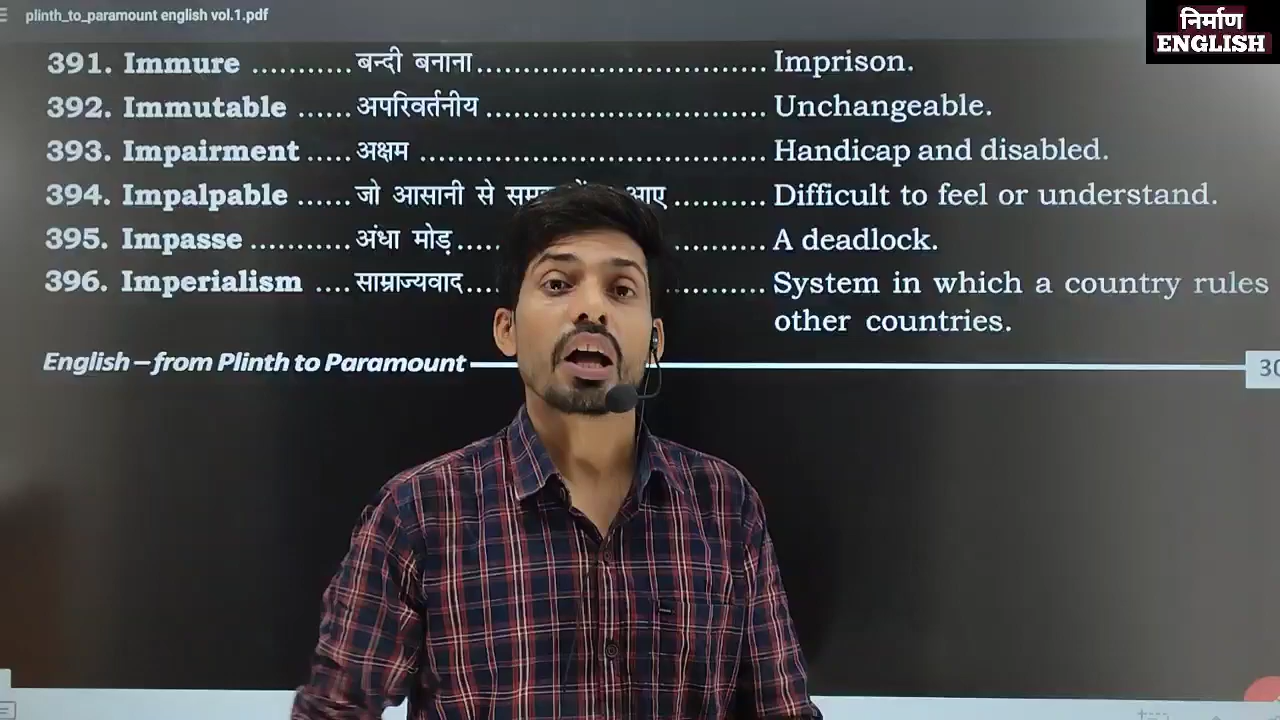 plinth_to_paramount english vol.1.pdf
निर्माण
ENGLISH
391. Immure ........... बन्दी बनाना ............................. Imprison.
392. Immutable ...... अपरिवर्तनीय ............................ Unchangeable.
393. Impairment ..... अक्षम ................................... Handicap and disabled.
394. Impalpable ...... जो आसानी से आए .......... Difficult to feel or understand.
395. Impasse .......... अंधा मोड़ ..... .......... A deadlock.
396. Imperialism .... साम्राज्यवाद ... .......... System in which a country rules
other countries.
English – from Plinth to Paramount